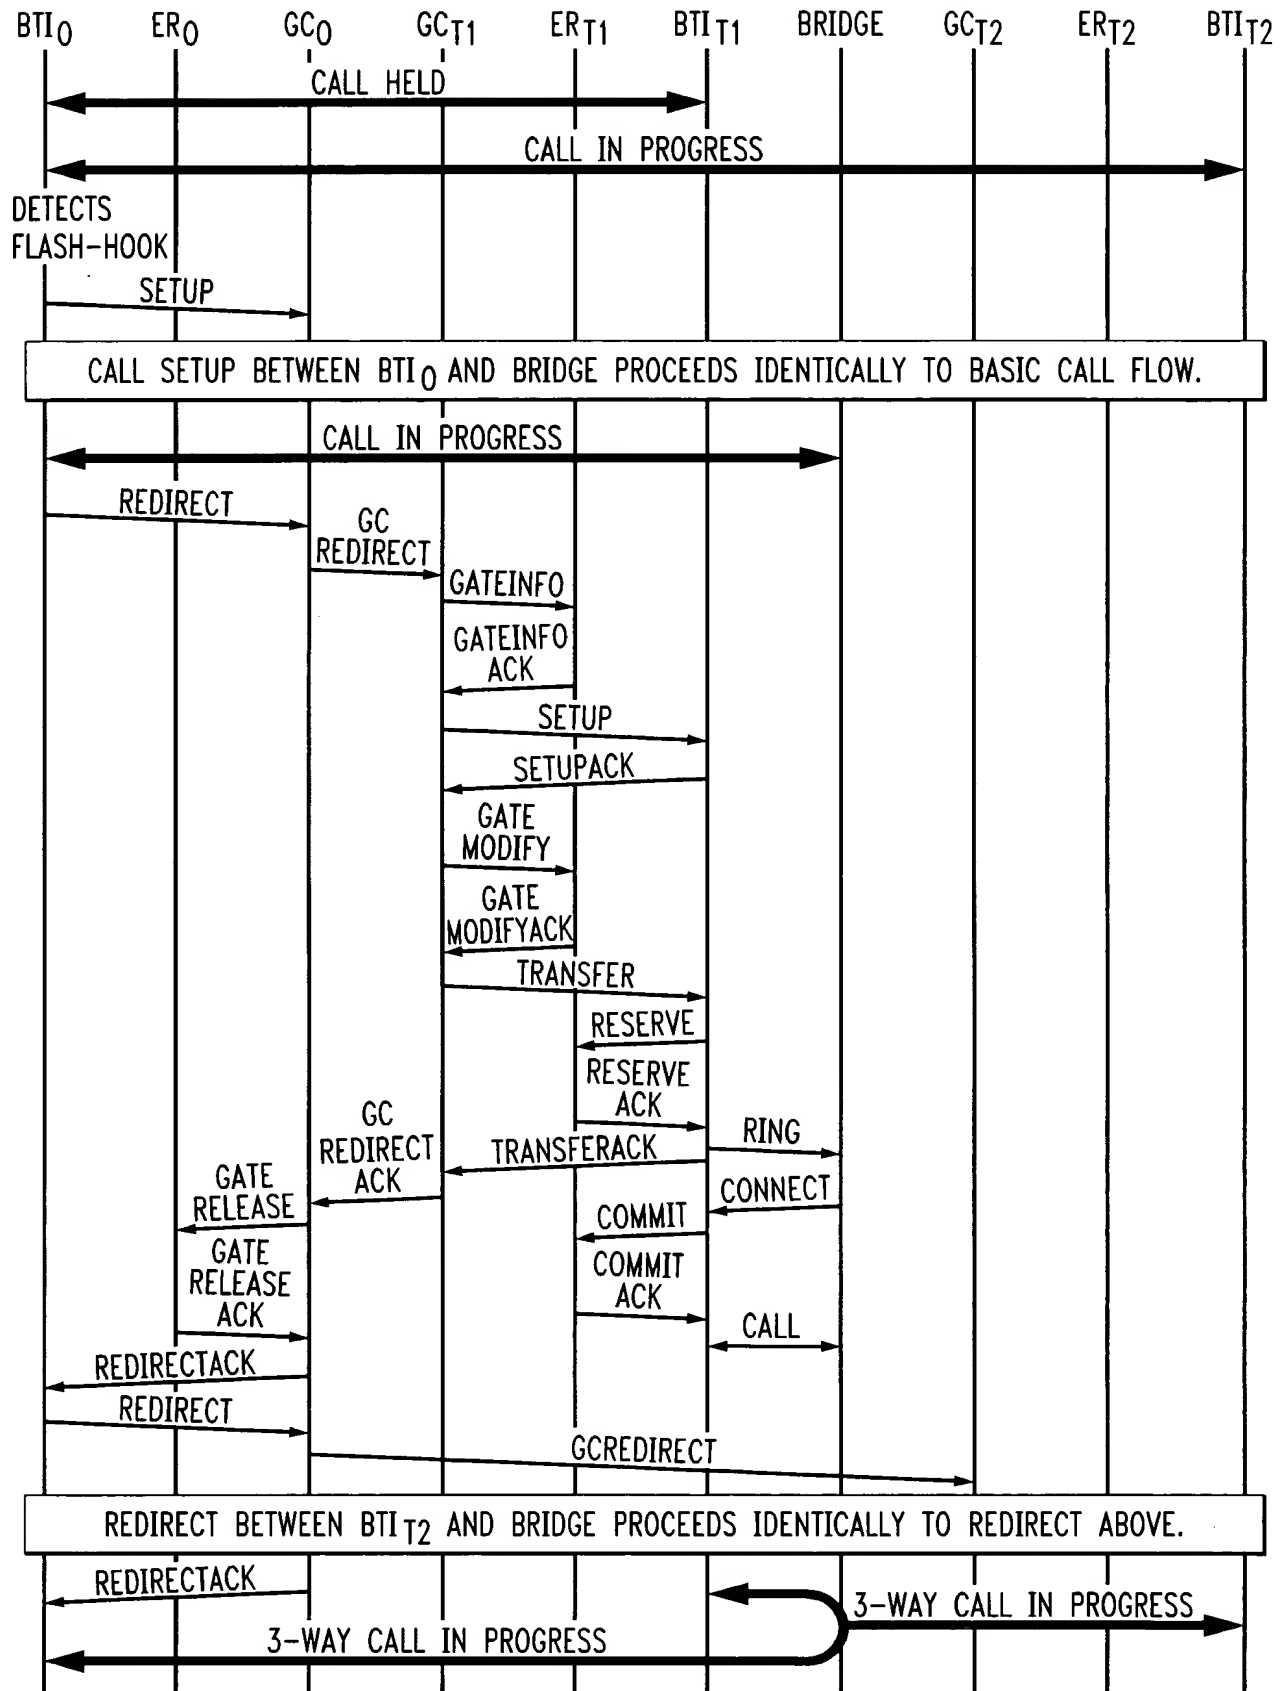 BTI0 ER0 GC0 GCT1 ERT1 BTIT1 BRIDGE GCT2 ERT2 BTIT2
CALL HELD
CALL IN PROGRESS
DETECTS
FLASH-HOOK
SETUP
CALL SETUP BETWEEN BTI0 AND BRIDGE PROCEEDS IDENTICALLY TO BASIC CALL FLOW.
CALL IN PROGRESS
REDIRECT
GC
REDIRECT
GATEINFO
GATEINFO
ACK
SETUP
SETUPACK
GATE
MODIFY
GATE
MODIFYACK
TRANSFER
RESERVE
RESERVE
ACK
RING
TRANSFERACK
GC
REDIRECT
ACK
CONNECT
GATE
RELEASE
COMMIT
GATE
RELEASE
ACK
COMMIT
ACK
CALL
REDIRECTACK
REDIRECT
GCREDIRECT
REDIRECT BETWEEN BTIT2 AND BRIDGE PROCEEDS IDENTICALLY TO REDIRECT ABOVE.
REDIRECTACK
3-WAY CALL IN PROGRESS
3-WAY CALL IN PROGRESS